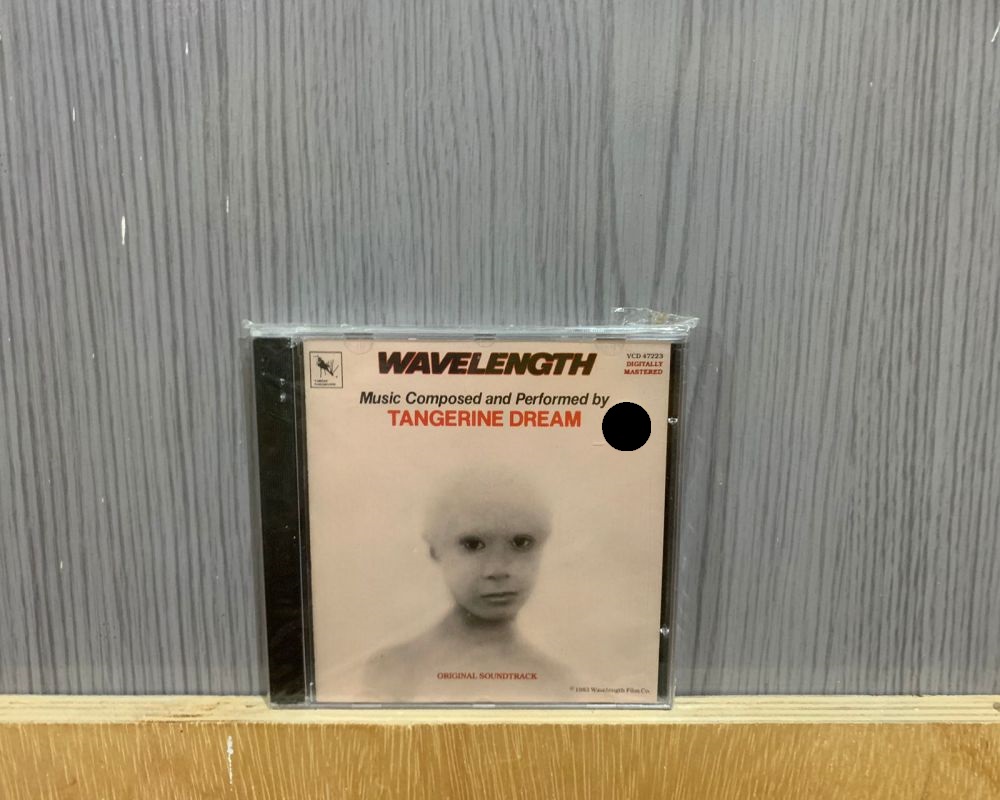 WAVELENGTH
VCD 47223
DIGITALLY
MASTERED
Music Composed and Performed by
TANGERINE DREAM
ORIGINAL SOUNDTRACK
©1983 Wavelength Film Co.